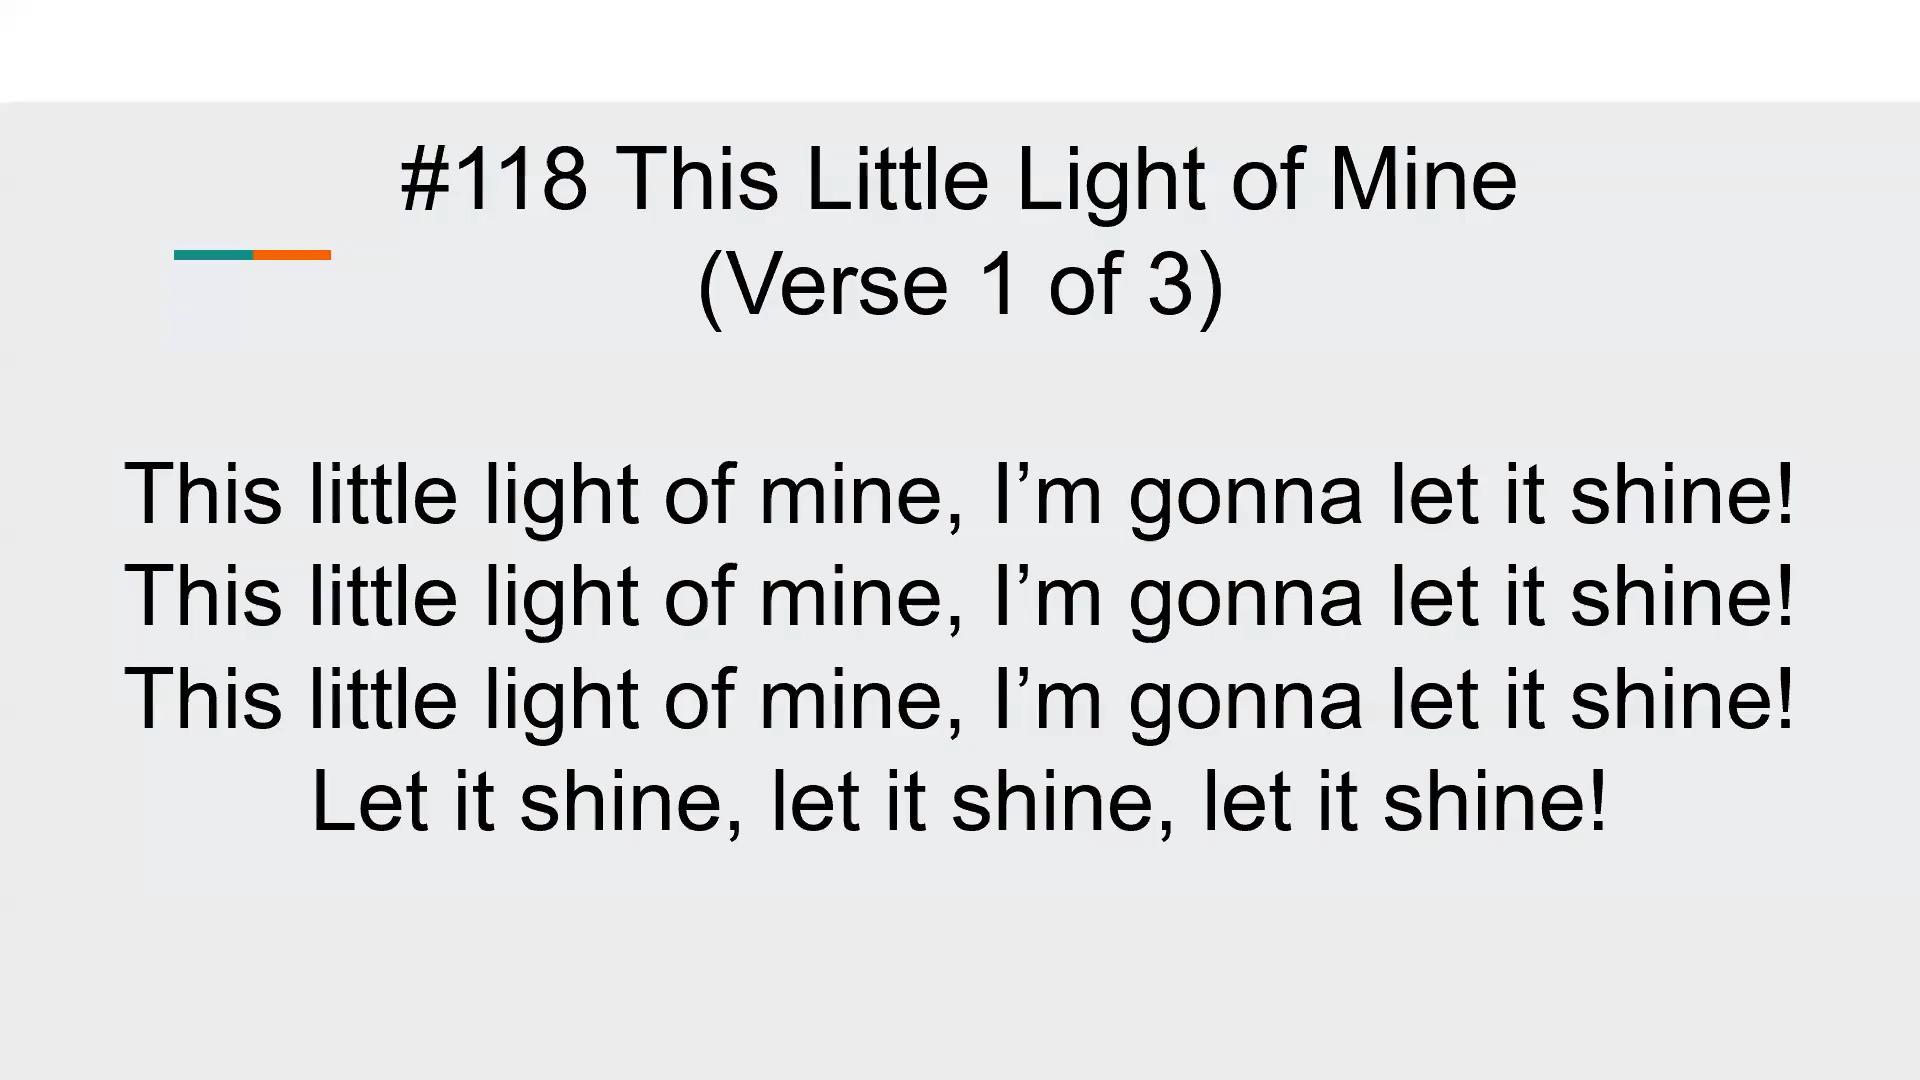 #118 This Little Light of Mine
(Verse 1 of 3)
This little light of mine, I’m gonna let it shine!
This little light of mine, I’m gonna let it shine!
This little light of mine, I’m gonna let it shine!
Let it shine, let it shine, let it shine!